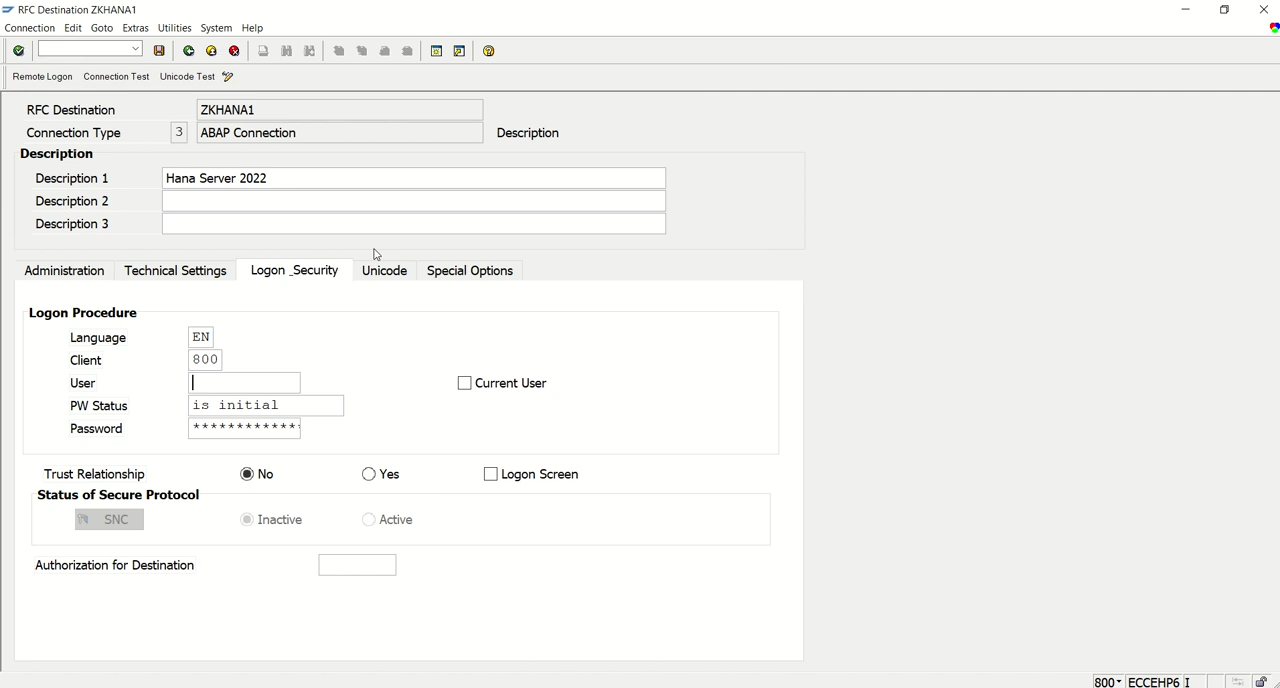 RFC Destination ZKHANA1
Connection Edit Goto Extras Utilities System Help
Remote Logon Connection Test Unicode Test
RFC Destination ZKHANA1
Connection Type 3 ABAP Connection Description
Description
Description 1 Hana Server 2022
Description 2
Description 3
Administration Technical Settings Logon _Security Unicode Special Options
Logon Procedure
Language EN
Client 800
User Current User
PW Status is initial
Password *************
Trust Relationship No Yes Logon Screen
Status of Secure Protocol
SNC Inactive Active
Authorization for Destination
800 ECCEHP6 I